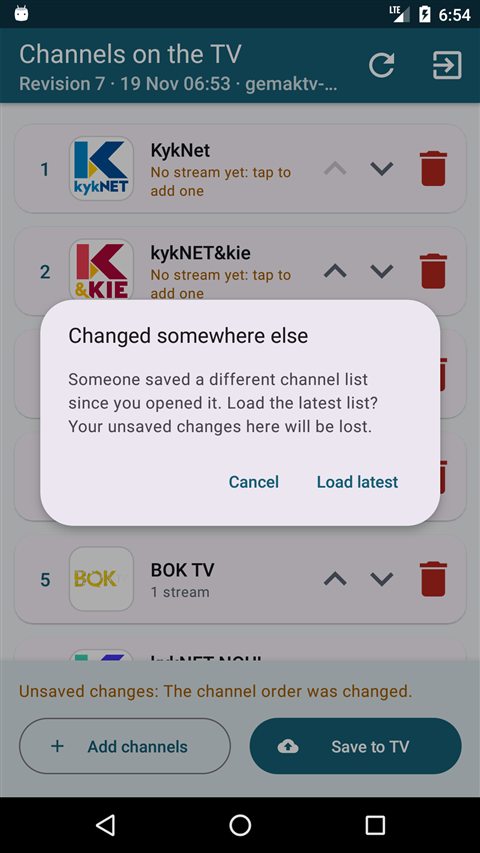 LTE 6:54
Channels on the TV
Revision 7 · 19 Nov 06:53 · gemaktv-…
1
kykNET
KykNet
No stream yet: tap to
add one
2
&KIE
kykNET&kie
No stream yet: tap to
add one
Changed somewhere else
Someone saved a different channel list
since you opened it. Load the latest list?
Your unsaved changes here will be lost.
Cancel Load latest
5
BOK
BOK TV
1 stream
Unsaved changes: The channel order was changed.
+ Add channels Save to TV